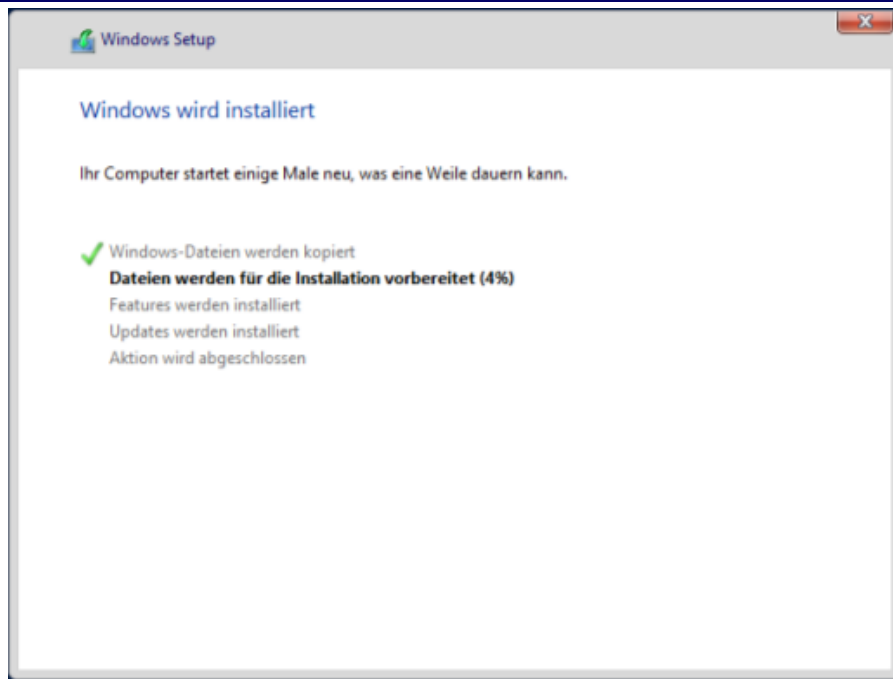 Windows Setup
Windows wird installiert
Ihr Computer startet einige Male neu, was eine Weile dauern kann.
Windows-Dateien werden kopiert
Dateien werden für die Installation vorbereitet (4%)
Features werden installiert
Updates werden installiert
Aktion wird abgeschlossen